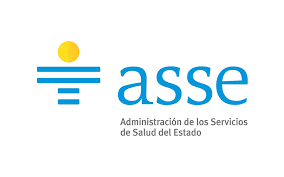 asse
Administración de los Servicios
de Salud del Estado